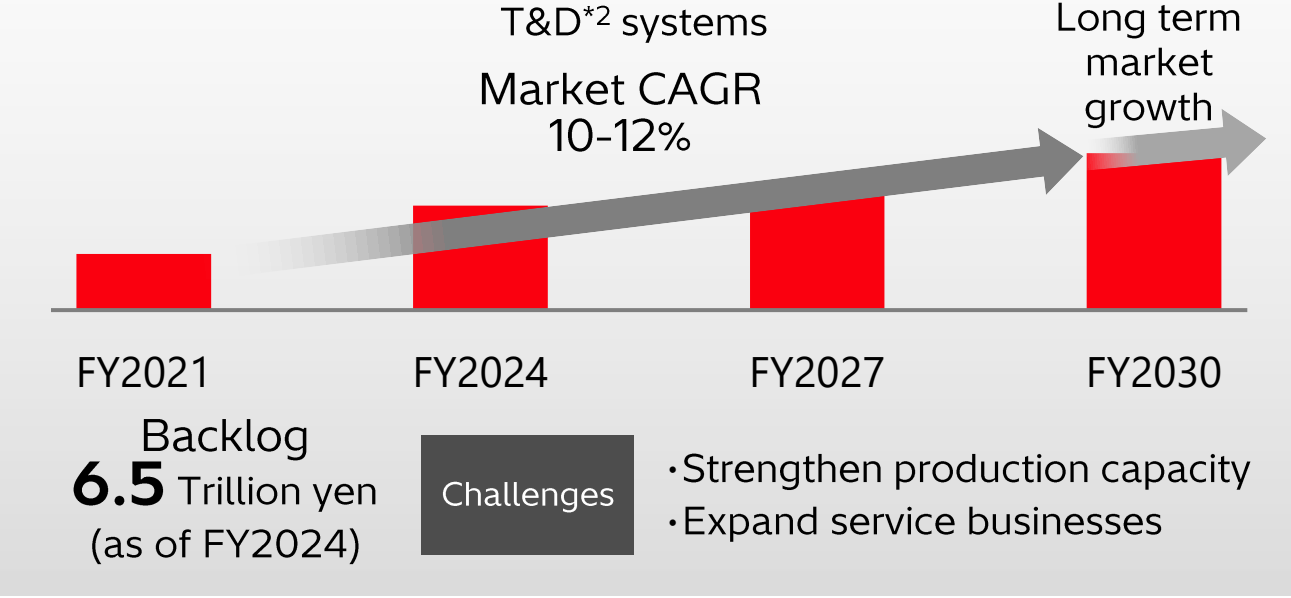 T&D*2 systems
Long term
market
growth
Market CAGR
10-12%
FY2021
FY2024
FY2027
FY2030
Backlog
6.5 Trillion yen
(as of FY2024)
Challenges
・Strengthen production capacity
・Expand service businesses